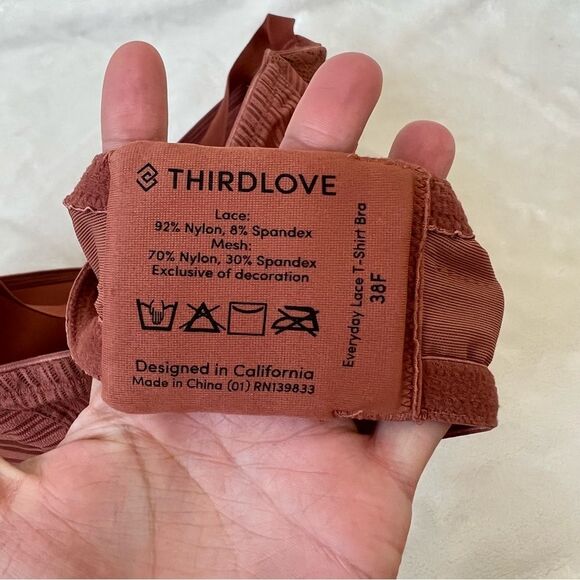 THIRDLOVE
Lace:
92% Nylon, 8% Spandex
Mesh:
70% Nylon, 30% Spandex
Exclusive of decoration
Designed in California
Made in China (01) RN139833
Everyday Lace T-Shirt Bra
38F